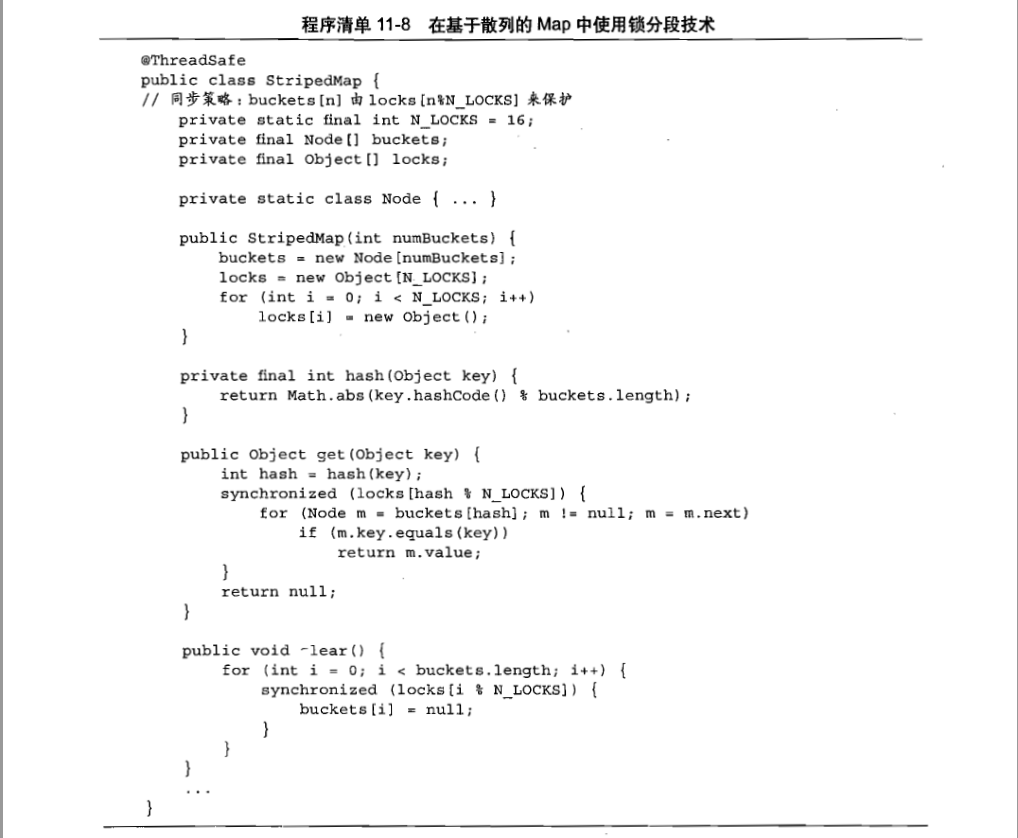 程序清单 11-8 在基于散列的 Map 中使用锁分段技术
@ThreadSafe
public class StripedMap {
// 同步策略：buckets[n] 由 locks[n%N_LOCKS] 来保护
    private static final int N_LOCKS = 16;
    private final Node[] buckets;
    private final Object[] locks;

    private static class Node { ... }

    public StripedMap(int numBuckets) {
        buckets = new Node[numBuckets];
        locks = new Object[N_LOCKS];
        for (int i = 0; i < N_LOCKS; i++)
            locks[i] = new Object();
    }

    private final int hash(Object key) {
        return Math.abs(key.hashCode() % buckets.length);
    }

    public Object get(Object key) {
        int hash = hash(key);
        synchronized (locks[hash % N_LOCKS]) {
            for (Node m = buckets[hash]; m != null; m = m.next)
                if (m.key.equals(key))
                    return m.value;
        }
        return null;
    }

    public void lear() {
        for (int i = 0; i < buckets.length; i++) {
            synchronized (locks[i % N_LOCKS]) {
                buckets[i] = null;
            }
        }
    }
    ...
}